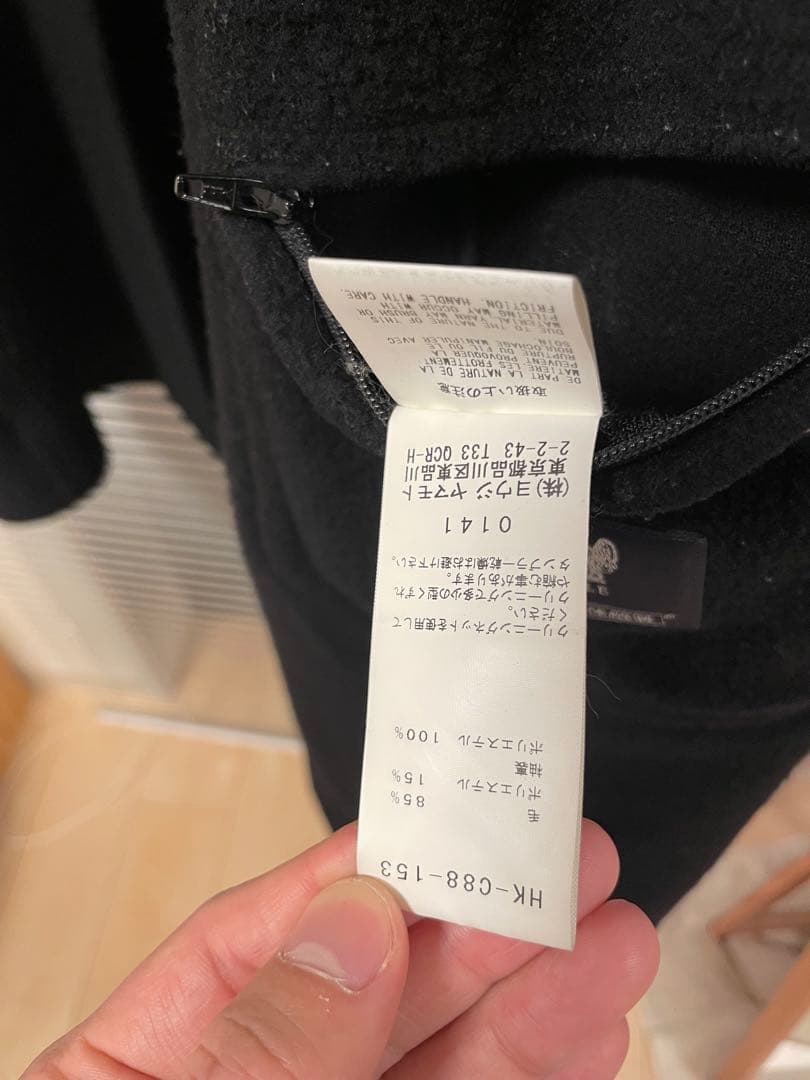 HK-C88-153
毛 85%
ポリエステル 15%
袖裏
ポリエステル 100%
クリーニングネットを使用して
ください。
クリーニングで多少の型くずれ
や縮む事があります。
タンブラー乾燥はお避け下さい。
0141
(株)ヨウジ ヤマモト
東京都品川区東品川
2-2-43 T33 QCR-H
取扱い上の注意
DE PART LA NATURE DE LA
MATIERE LES FROTTEMENT
PEUVENT PROVOQUER LA
RUPTURE DU FIL OU LE
BOULOCHAGE MANIPULER AVEC
SOIN
DUE TO THE NATURE OF THIS
MATERIAL YARN MAY BRUSH OR
PILLING MAY OCCUR WITH
FRICTION. HANDLE WITH CARE.